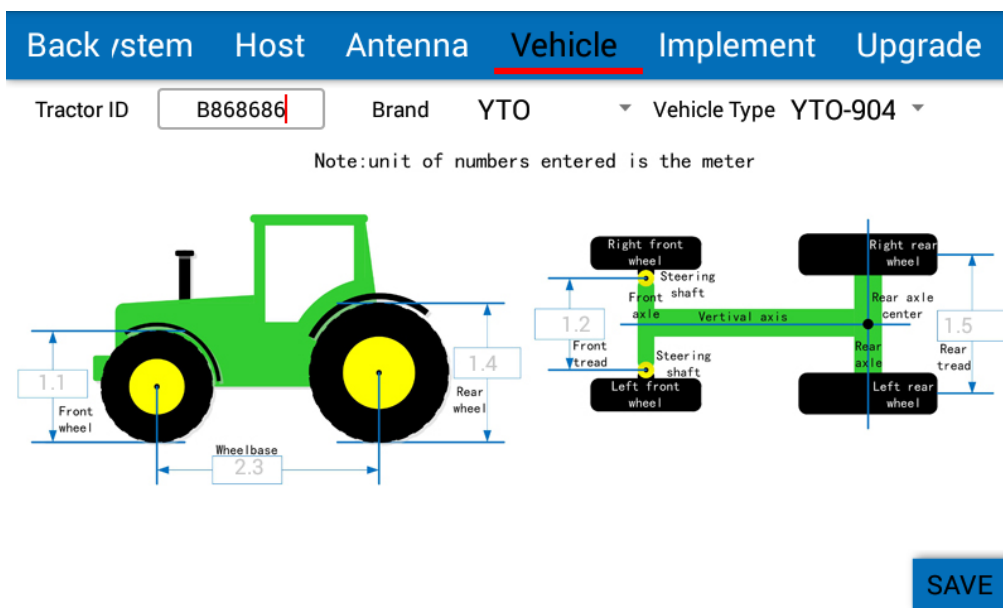 Back ystem Host Antenna Vehicle Implement Upgrade
Tractor ID B868686 Brand YTO Vehicle Type YTO-904
Note:unit of numbers entered is the meter
1.1
Front
wheel
Wheelbase
2.3
1.4
Rear
wheel
Right front
wheel
Steering
shaft
Front
axle
Vertival axis
1.2
Front
tread
Steering
shaft
Left front
wheel
Right rear
wheel
Rear axle
center
Rear
axle
1.5
Rear
tread
Left rear
wheel
SAVE